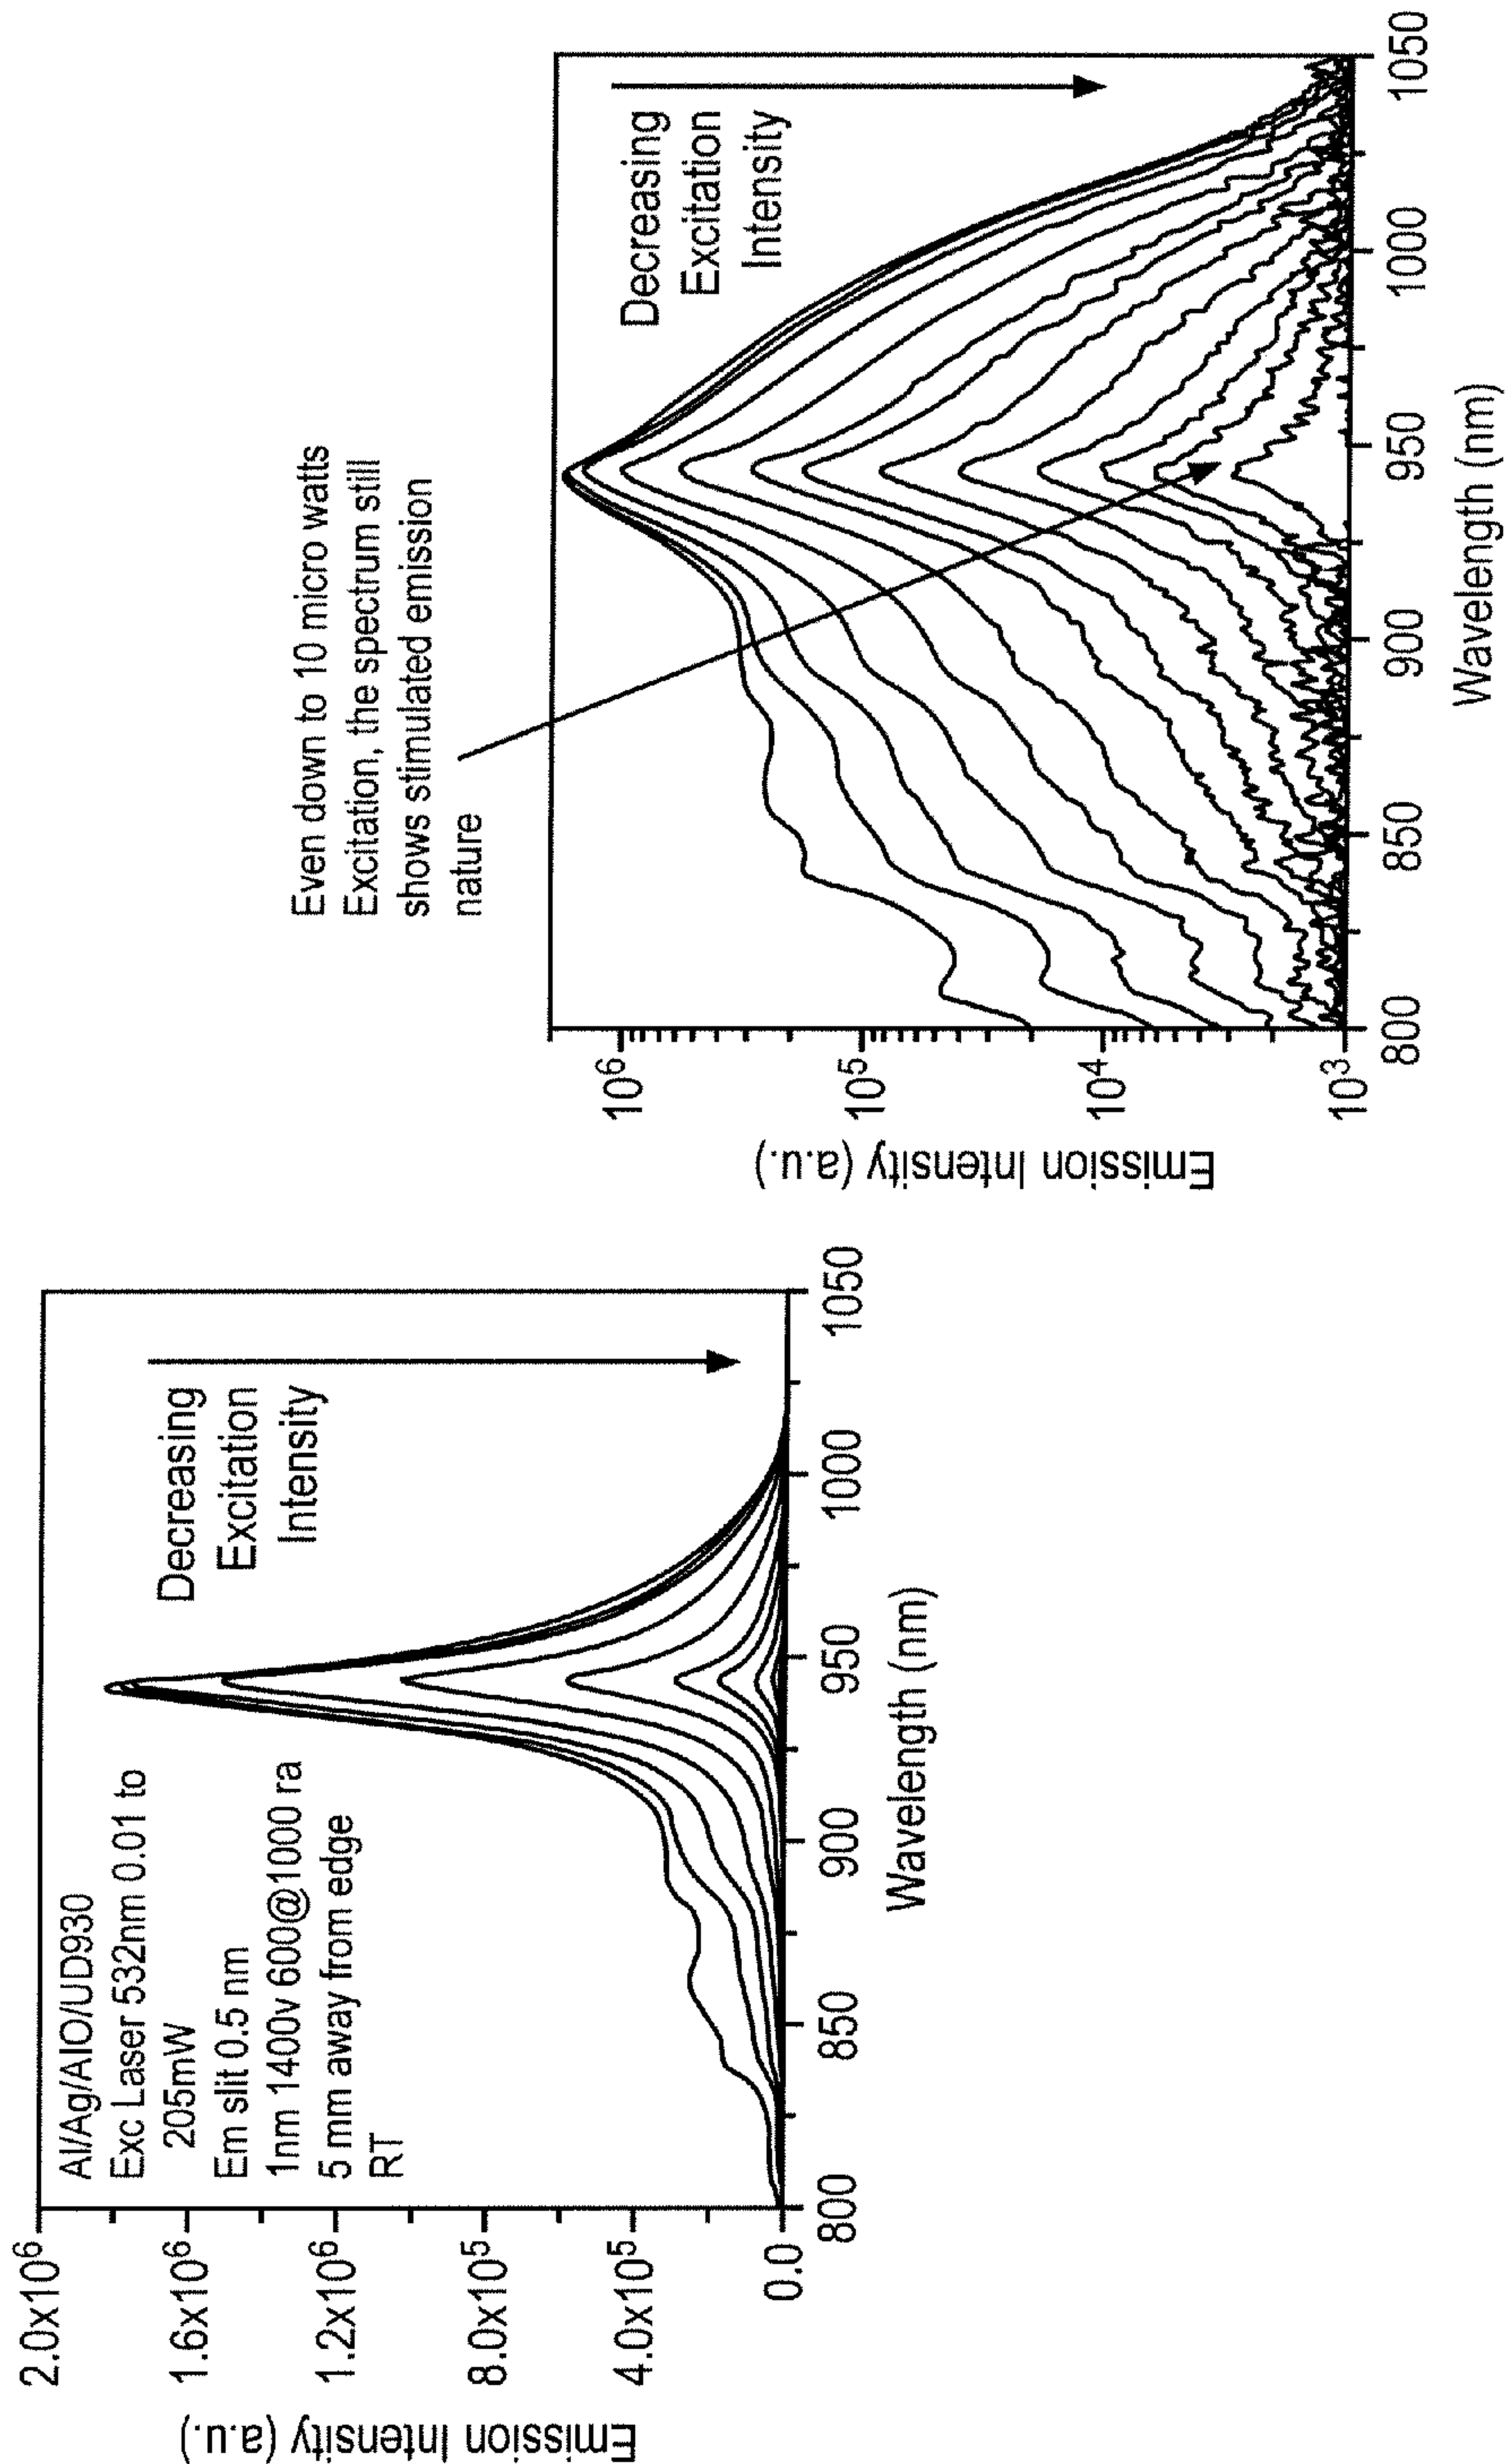 Emission Intensity (a.u.)
2.0x10⁶
1.6x10⁶
1.2x10⁶
8.0x10⁵
4.0x10⁵
0.0
Al/Ag/AlO/UD930
Exc Laser 532nm 0.01 to
205mW
Em slit 0.5 nm
1nm 1400v 600@1000 ra
5 mm away from edge
RT
Decreasing
Excitation
Intensity
800
850
900
950
1000
1050
Wavelength (nm)
Even down to 10 micro watts
Excitation, the spectrum still
shows stimulated emission
nature
Emission Intensity (a.u.)
10⁶
10⁵
10⁴
10³
Decreasing
Excitation
Intensity
800
850
900
950
1000
1050
Wavelength (nm)